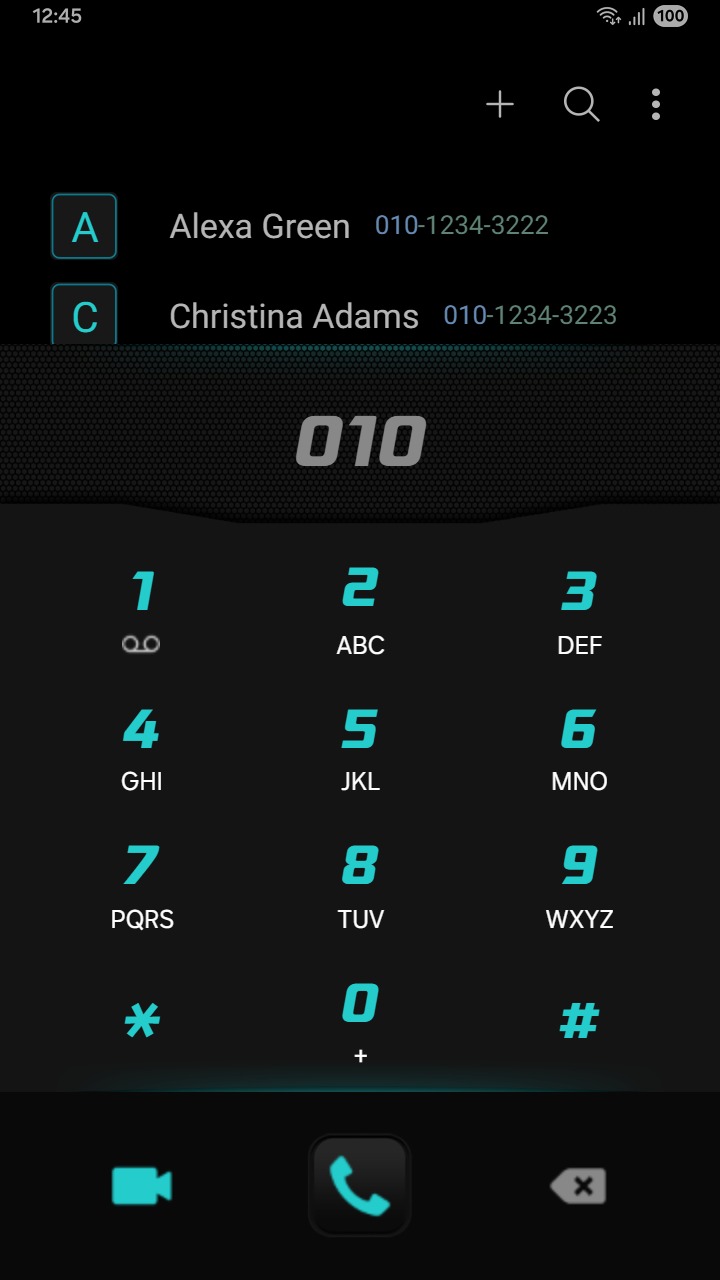 12:45 100
A Alexa Green 010-1234-3222
C Christina Adams 010-1234-3223
010
1 2 3
ABC DEF
4 5 6
GHI JKL MNO
7 8 9
PQRS TUV WXYZ
* 0 #
+